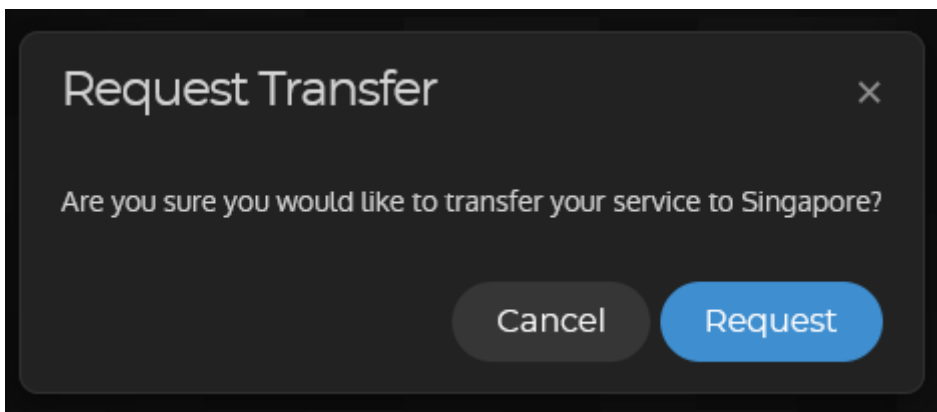 Request Transfer
Are you sure you would like to transfer your service to Singapore?
Cancel
Request